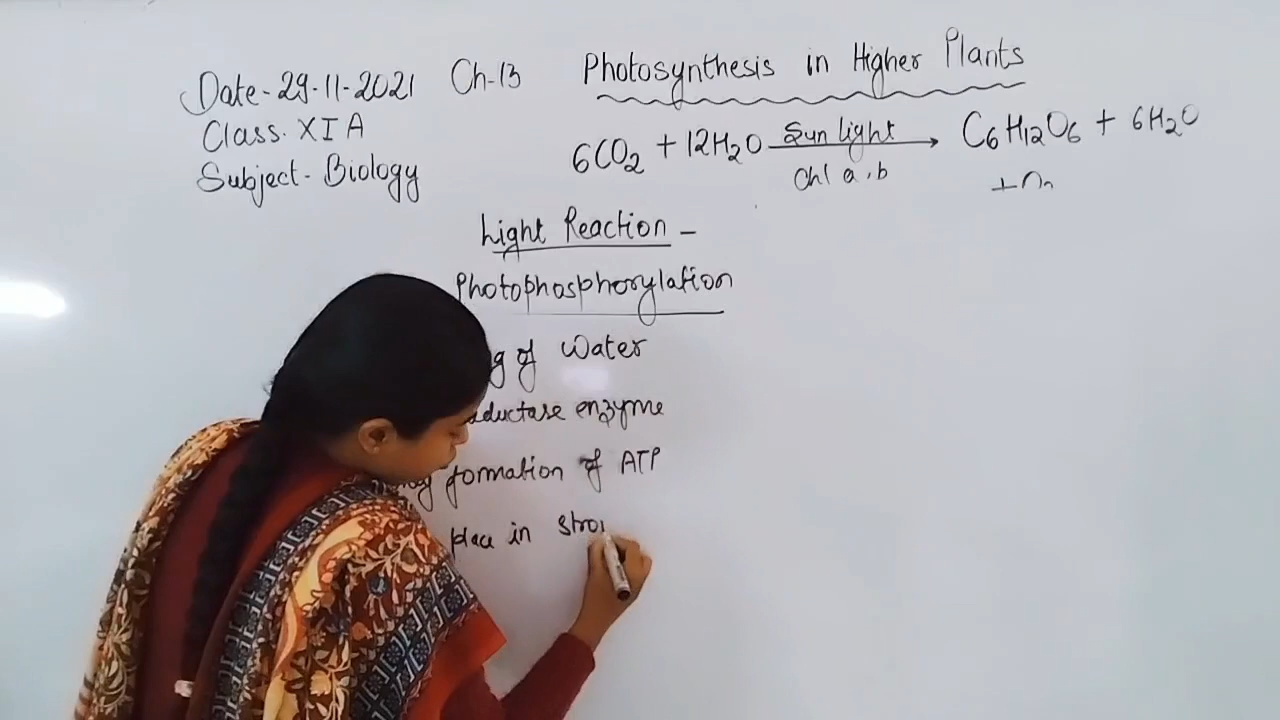 Date-29-11-2021 Ch-13 Photosynthesis in Higher Plants
Class. XI A
Subject- Biology
6CO2 + 12H2O Sun light Chl a,b → C6H12O6 + 6H2O
Light Reaction -
Photophosphorylation
of Water
enzyme
formation of ATP
place in